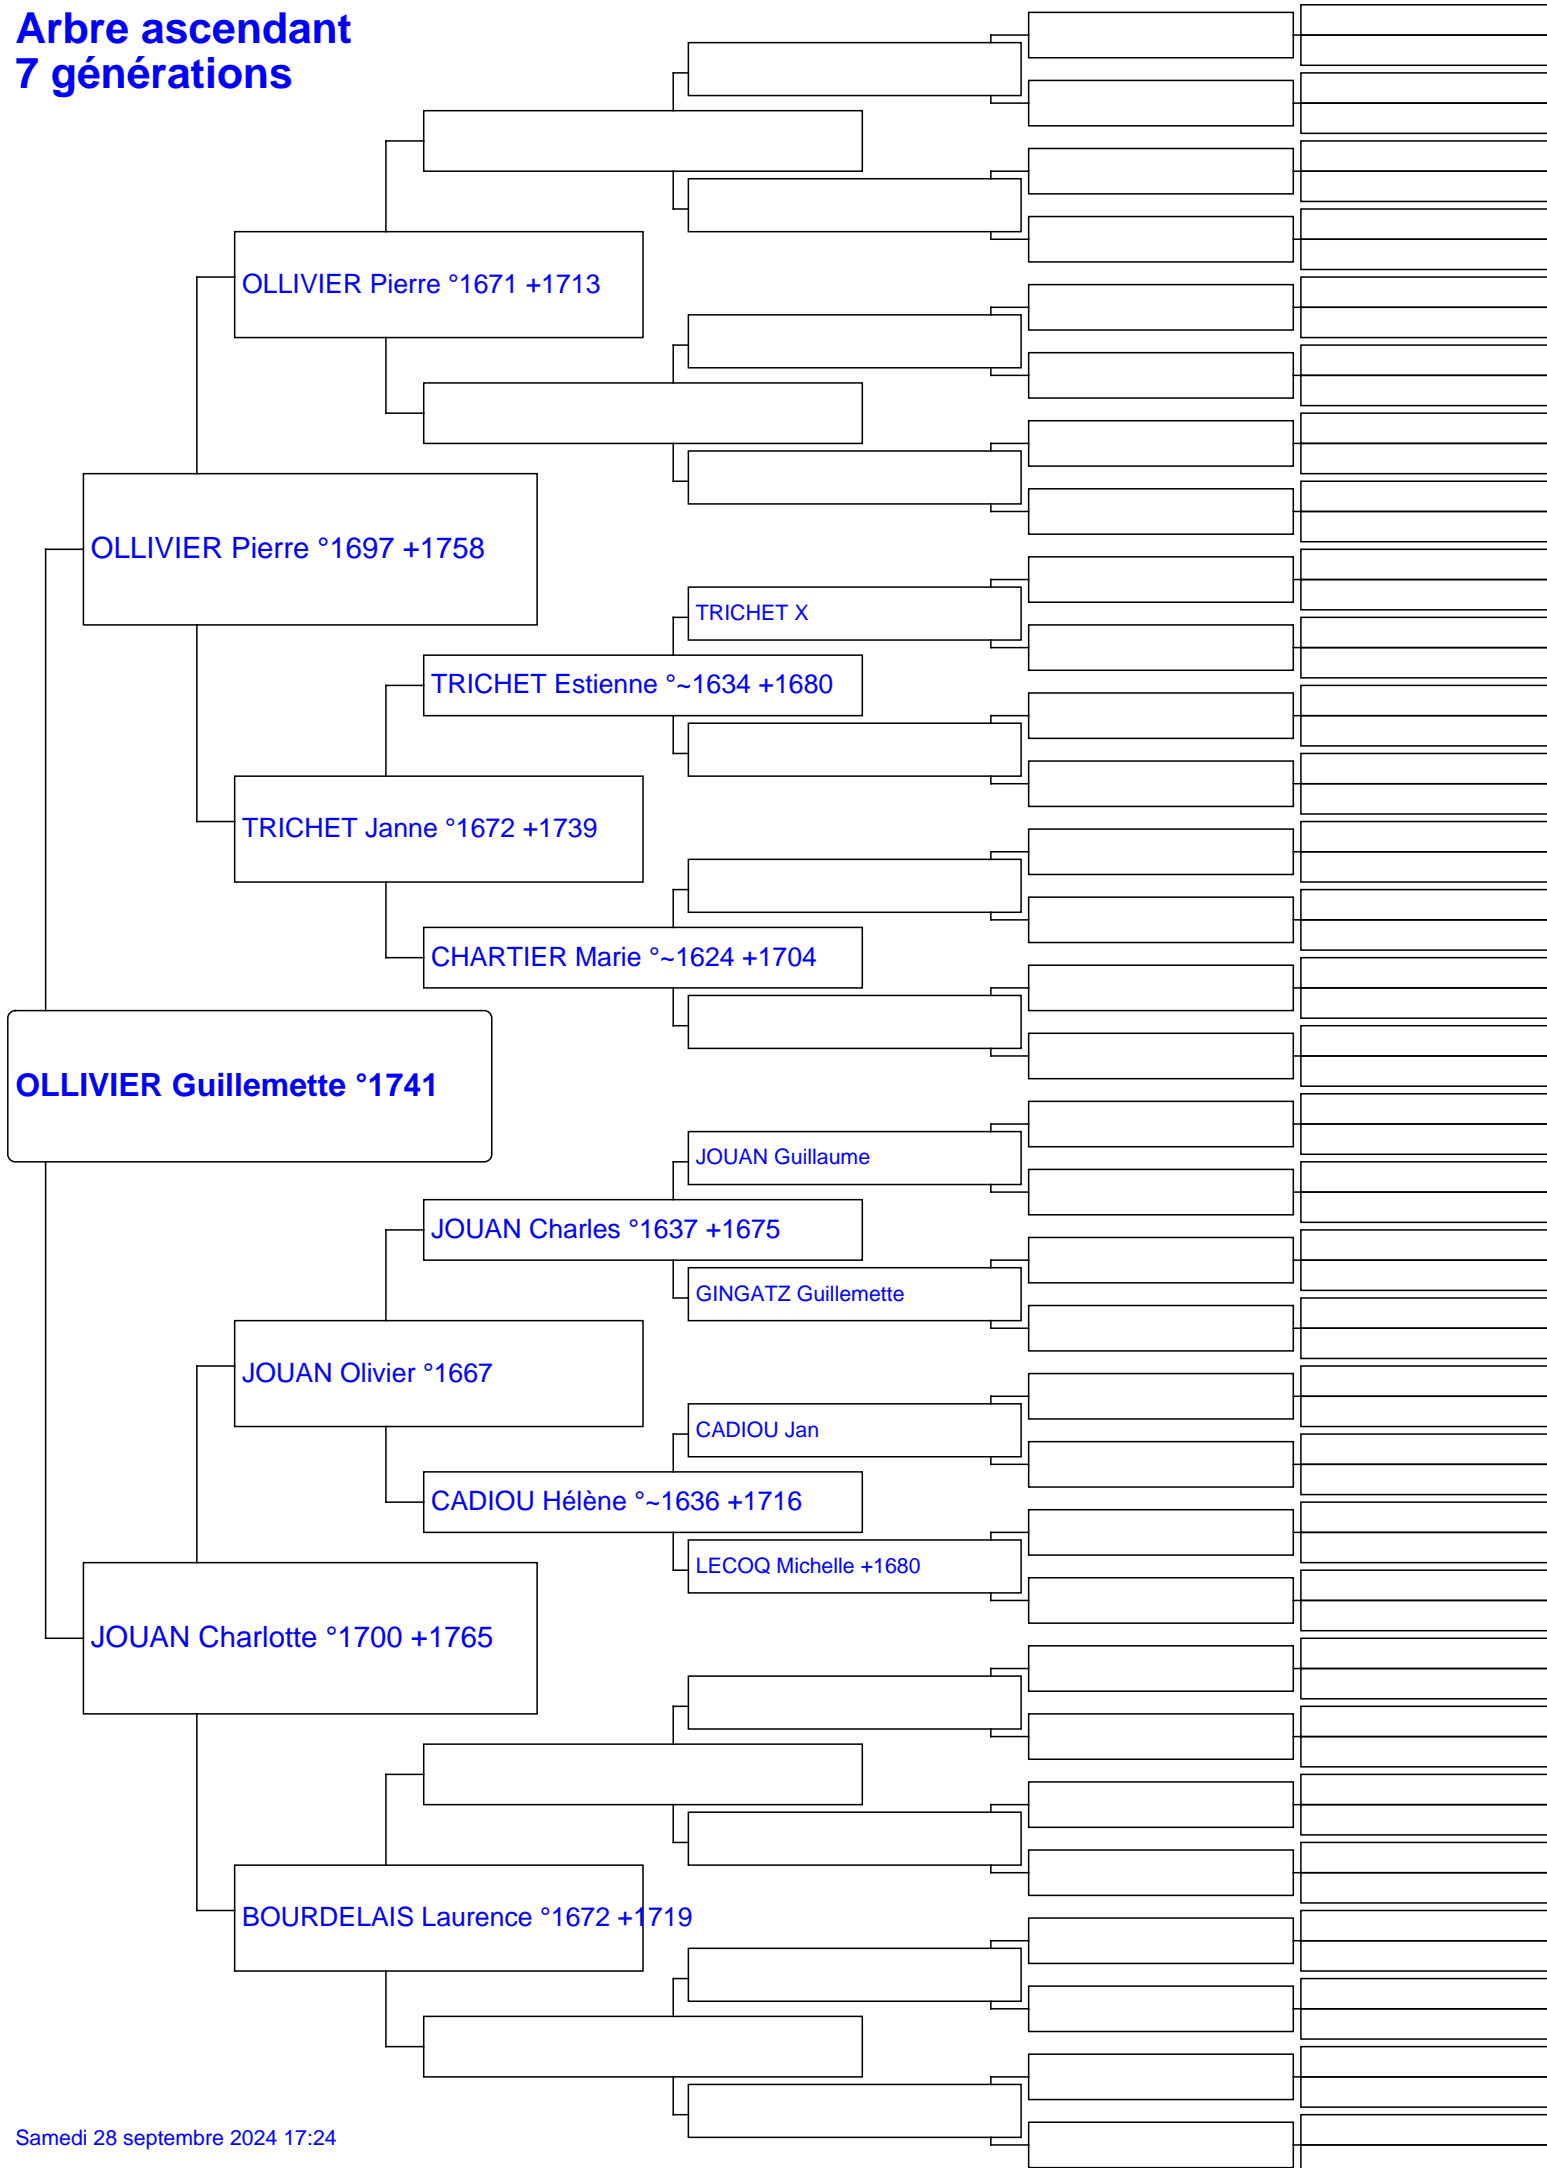 Arbre ascendant
7 générations
OLLIVIER Pierre °1671 +1713
OLLIVIER Pierre °1697 +1758
TRICHET X
TRICHET Estienne °~1634 +1680
TRICHET Janne °1672 +1739
CHARTIER Marie °~1624 +1704
OLLIVIER Guillemette °1741
JOUAN Guillaume
JOUAN Charles °1637 +1675
GINGATZ Guillemette
JOUAN Olivier °1667
CADIOU Jan
CADIOU Hélène °~1636 +1716
LECOQ Michelle +1680
JOUAN Charlotte °1700 +1765
BOURDELAIS Laurence °1672 +1719
Samedi 28 septembre 2024 17:24